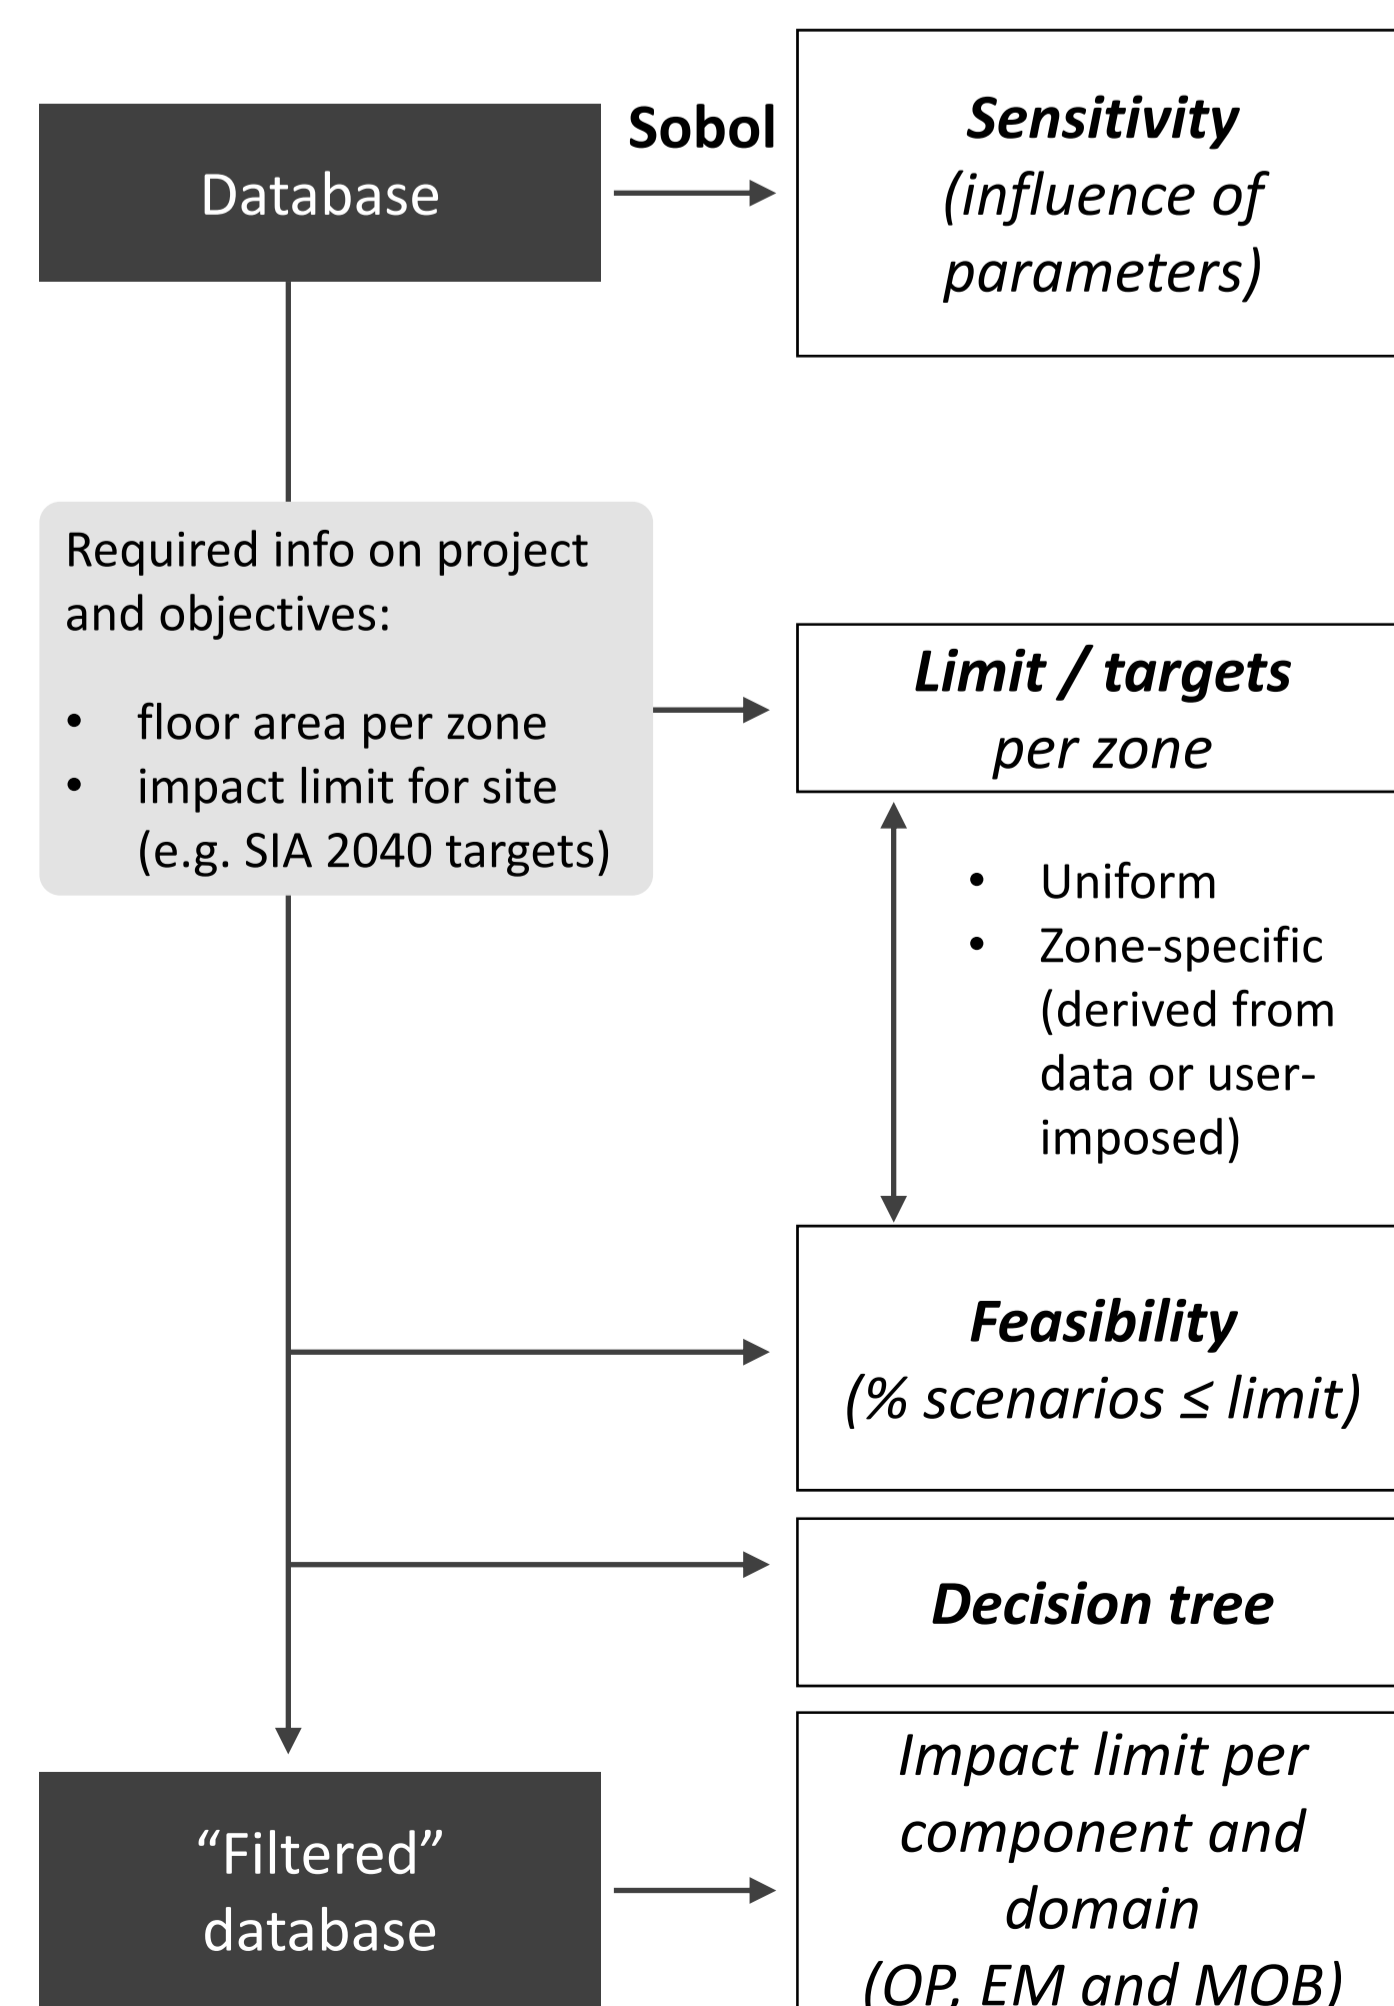 Database
Sobol
Sensitivity
(influence of
parameters)
Required info on project
and objectives:
• floor area per zone
• impact limit for site
(e.g. SIA 2040 targets)
Limit / targets
per zone
• Uniform
• Zone-specific
(derived from
data or user-
imposed)
Feasibility
(% scenarios ≤ limit)
Decision tree
“Filtered”
database
Impact limit per
component and
domain
(OP, EM and MOB)